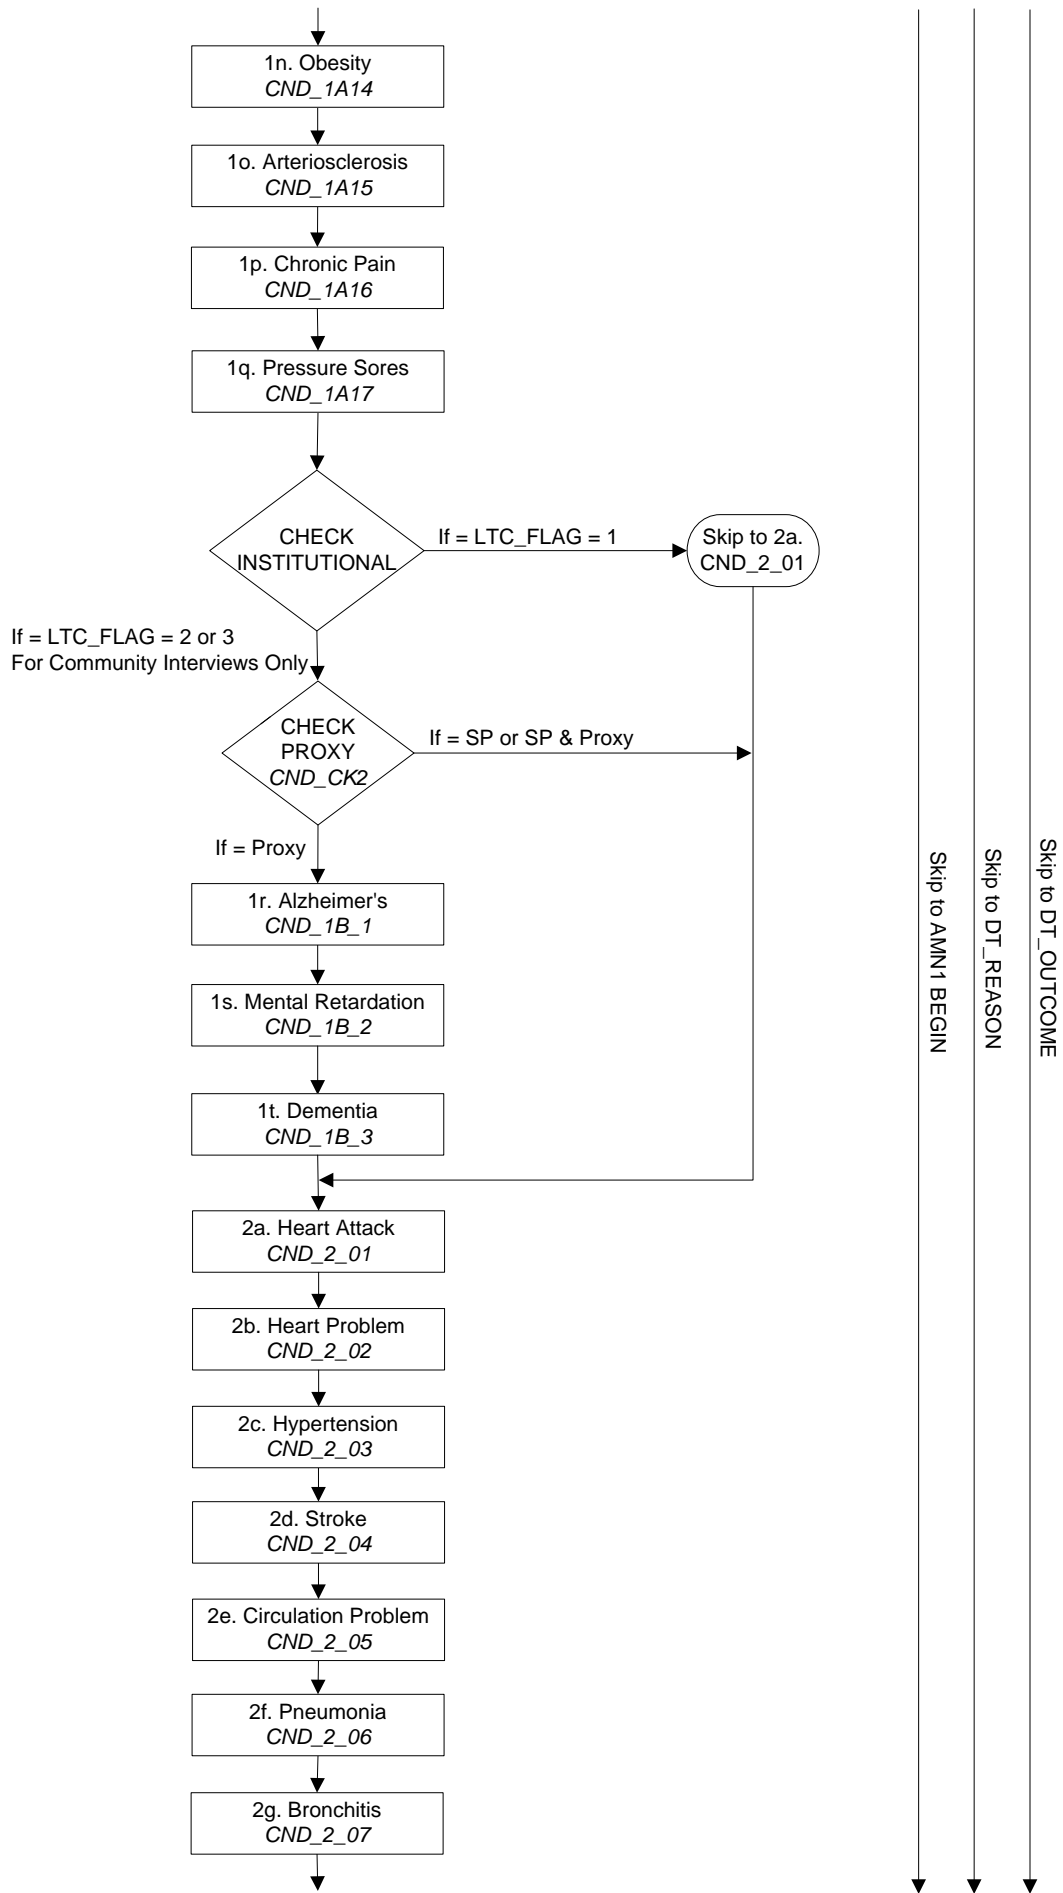 1n. Obesity
CND_1A14
1o. Arteriosclerosis
CND_1A15
1p. Chronic Pain
CND_1A16
1q. Pressure Sores
CND_1A17
CHECK
INSTITUTIONAL
If = LTC_FLAG = 1
Skip to 2a.
CND_2_01
If = LTC_FLAG = 2 or 3
For Community Interviews Only
CHECK
PROXY
CND_CK2
If = SP or SP & Proxy
If = Proxy
1r. Alzheimer's
CND_1B_1
1s. Mental Retardation
CND_1B_2
1t. Dementia
CND_1B_3
2a. Heart Attack
CND_2_01
2b. Heart Problem
CND_2_02
2c. Hypertension
CND_2_03
2d. Stroke
CND_2_04
2e. Circulation Problem
CND_2_05
2f. Pneumonia
CND_2_06
2g. Bronchitis
CND_2_07
Skip to AMN1 BEGIN
Skip to DT_REASON
Skip to DT_OUTCOME